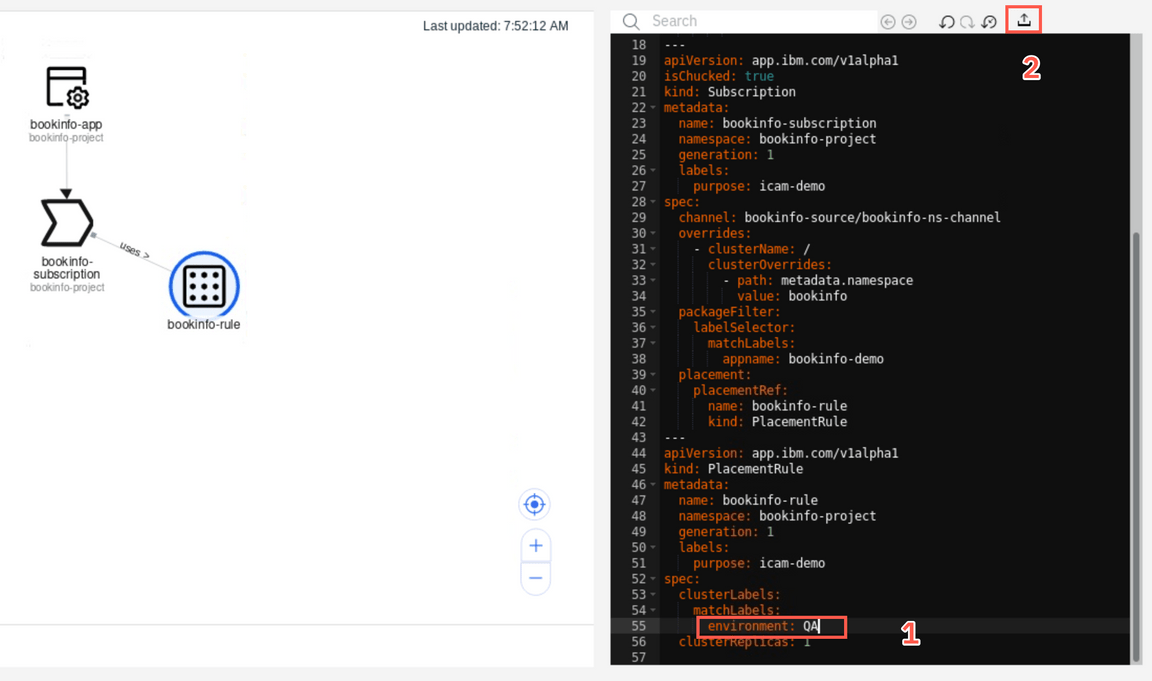 Last updated: 7:52:12 AM
bookinfo-app
bookinfo-project
bookinfo-
subscription
bookinfo-project
uses >
bookinfo-rule
Search
2
18 ---
19 apiVersion: app.ibm.com/v1alpha1
20 isChucked: true
21 kind: Subscription
22 metadata:
23 name: bookinfo-subscription
24 namespace: bookinfo-project
25 generation: 1
26 labels:
27 purpose: icam-demo
28 spec:
29 channel: bookinfo-source/bookinfo-ns-channel
30 overrides:
31 - clusterName: /
32 clusterOverrides:
33 - path: metadata.namespace
34 value: bookinfo
35 packageFilter:
36 labelSelector:
37 matchLabels:
38 appname: bookinfo-demo
39 placement:
40 placementRef:
41 name: bookinfo-rule
42 kind: PlacementRule
43 ---
44 apiVersion: app.ibm.com/v1alpha1
45 kind: PlacementRule
46 metadata:
47 name: bookinfo-rule
48 namespace: bookinfo-project
49 generation: 1
50 labels:
51 purpose: icam-demo
52 spec:
53 clusterLabels:
54 matchLabels:
55 environment: QA
1
56 clusterReplicas: 1
57